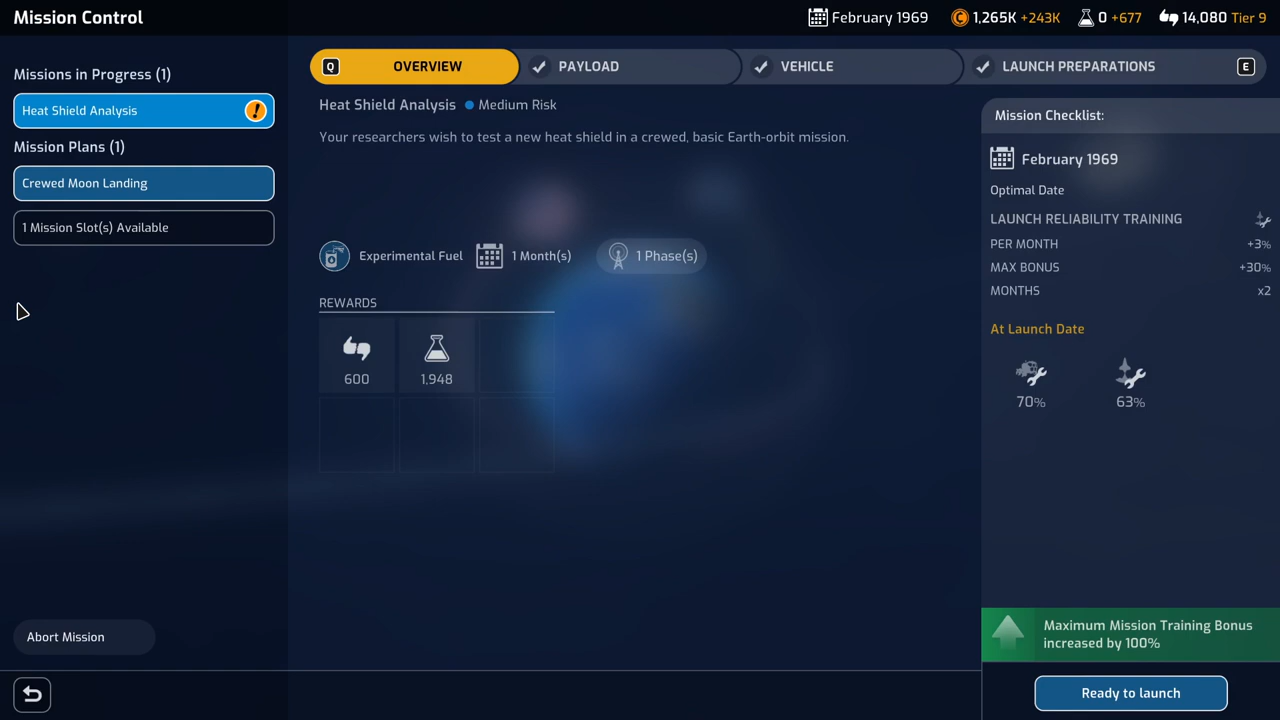 Mission Control
February 1969
1,265K +243K
0 +677
14,080 Tier 9
Missions in Progress (1)
Heat Shield Analysis
Mission Plans (1)
Crewed Moon Landing
1 Mission Slot(s) Available
Abort Mission
Q OVERVIEW
PAYLOAD
VEHICLE
LAUNCH PREPARATIONS E
Heat Shield Analysis Medium Risk
Your researchers wish to test a new heat shield in a crewed, basic Earth-orbit mission.
Experimental Fuel
1 Month(s)
1 Phase(s)
REWARDS
600
1,948
Mission Checklist:
February 1969
Optimal Date
LAUNCH RELIABILITY TRAINING
PER MONTH +3%
MAX BONUS +30%
MONTHS x2
At Launch Date
70% 63%
Maximum Mission Training Bonus
increased by 100%
Ready to launch